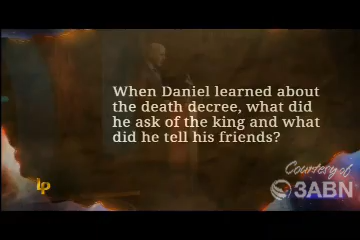 When Daniel learned about
the death decree, what did
he ask of the king and what
did he tell his friends?
Courtesy of
3ABN
LP